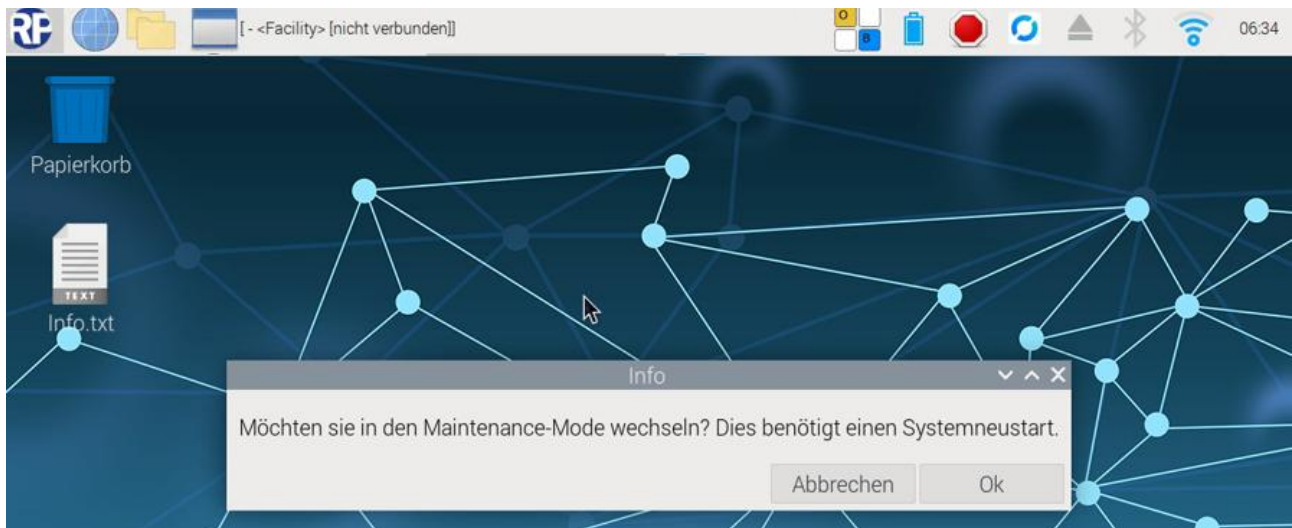 RP
[ - <Facility> [nicht verbunden]]
O
B
06:34
Papierkorb
TEXT
Info.txt
Info
Möchten sie in den Maintenance-Mode wechseln? Dies benötigt einen Systemneustart.
Abbrechen
Ok